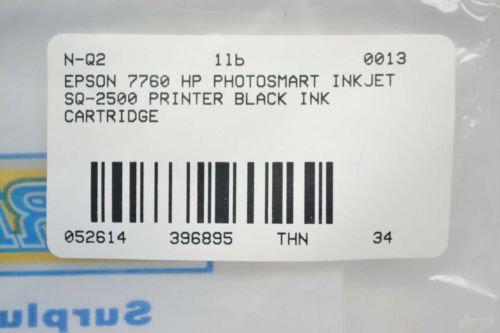 N-Q2 1lb 0013
EPSON 7760 HP PHOTOSMART INKJET
SQ-2500 PRINTER BLACK INK
CARTRIDGE
052614 396895 THN 34
Surplu